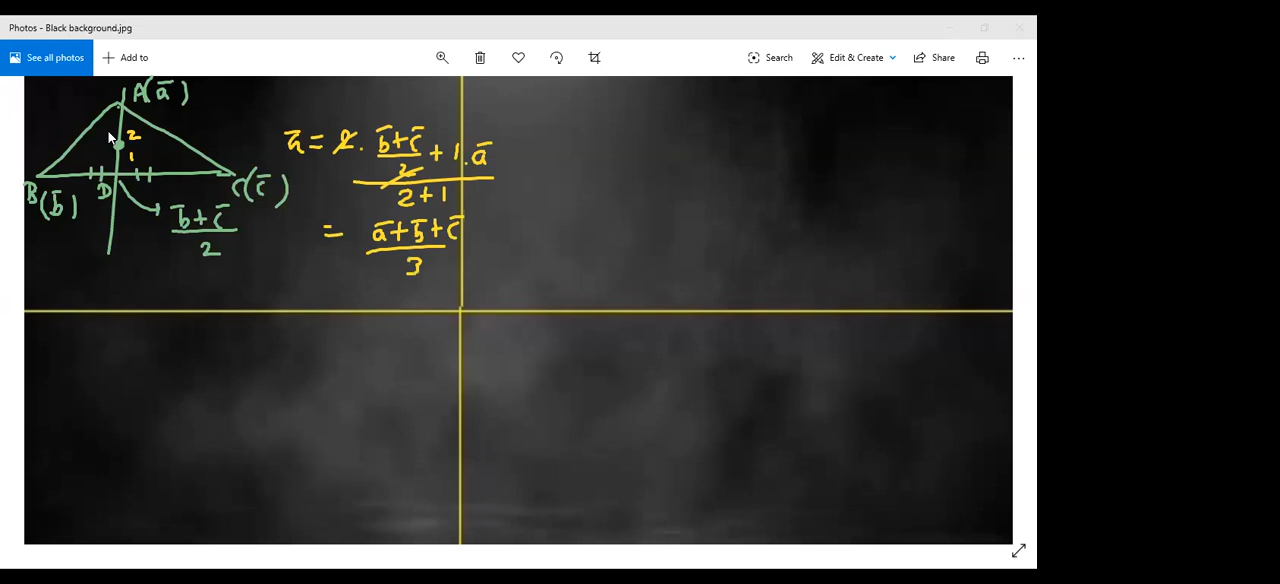 Photos - Black background.jpg
See all photos
Add to
Search
Edit & Create
Share
A(a̅)
2
1
B(b̅)
D
C(c̅)
b̅+c̅
2
a̅ = 2. b̅+c̅/2 + 1.a̅
2+1
= a̅+b̅+c̅
3